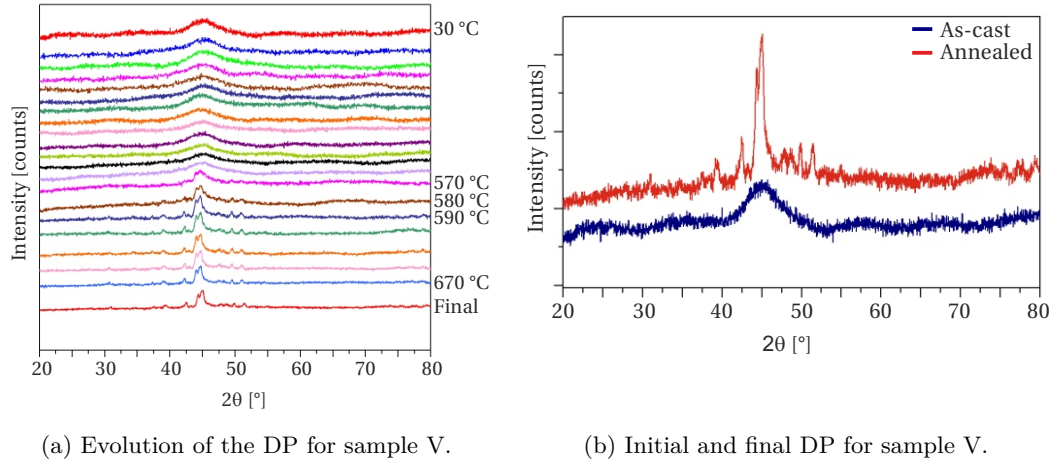 30 °C
570 °C
580 °C
590 °C
670 °C
Final
Intensity [counts]
20 30 40 50 60 70 80
2θ [°]
(a) Evolution of the DP for sample V.
As-cast
Annealed
Intensity [counts]
20 30 40 50 60 70 80
2θ [°]
(b) Initial and final DP for sample V.